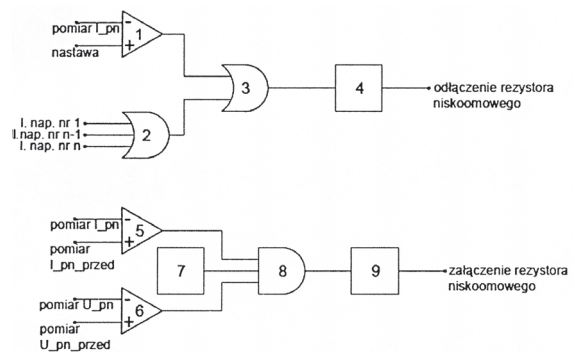 pomiar I_pn
-
+
1
nastawa
3
4
odłączenie rezystora
niskoomowego
l. nap. nr 1
l.nap. nr n-1
l. nap. nr n
2
pomiar I_pn
-
+
5
pomiar
I_pn_przed
7
8
9
załączenie rezystora
niskoomowego
pomiar U_pn
-
+
6
pomiar
U_pn_przed